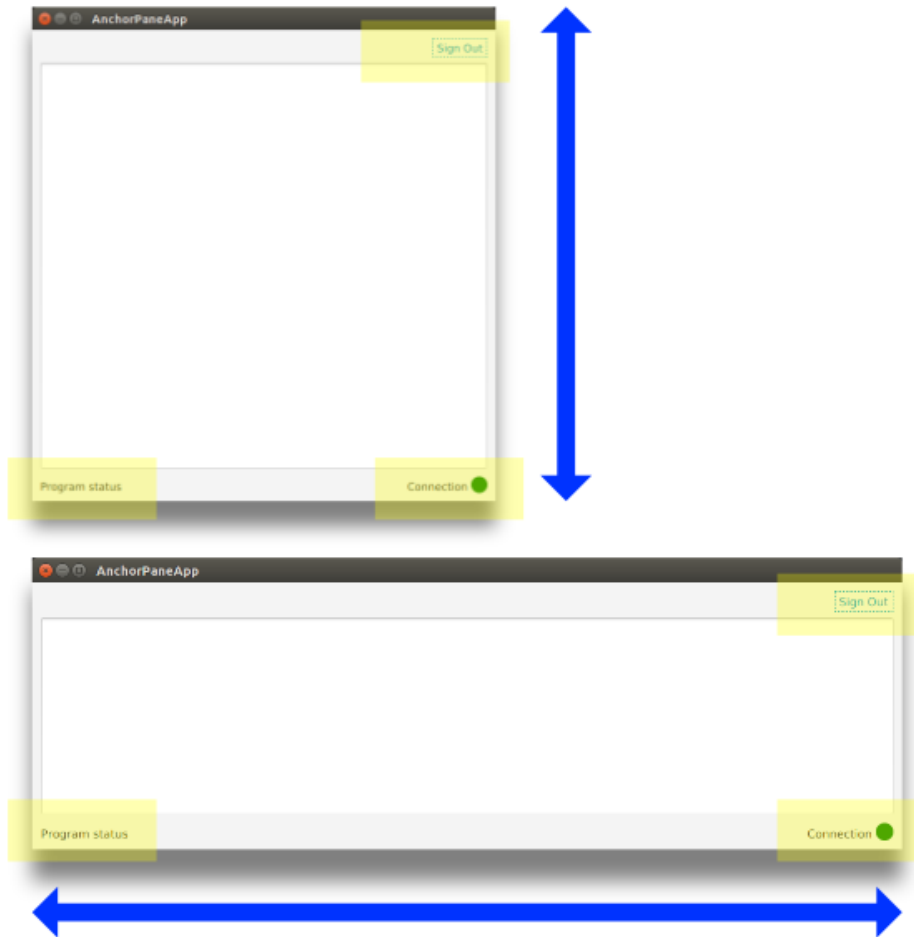 AnchorPaneApp
Sign Out
Program status
Connection
AnchorPaneApp
Sign Out
Program status
Connection